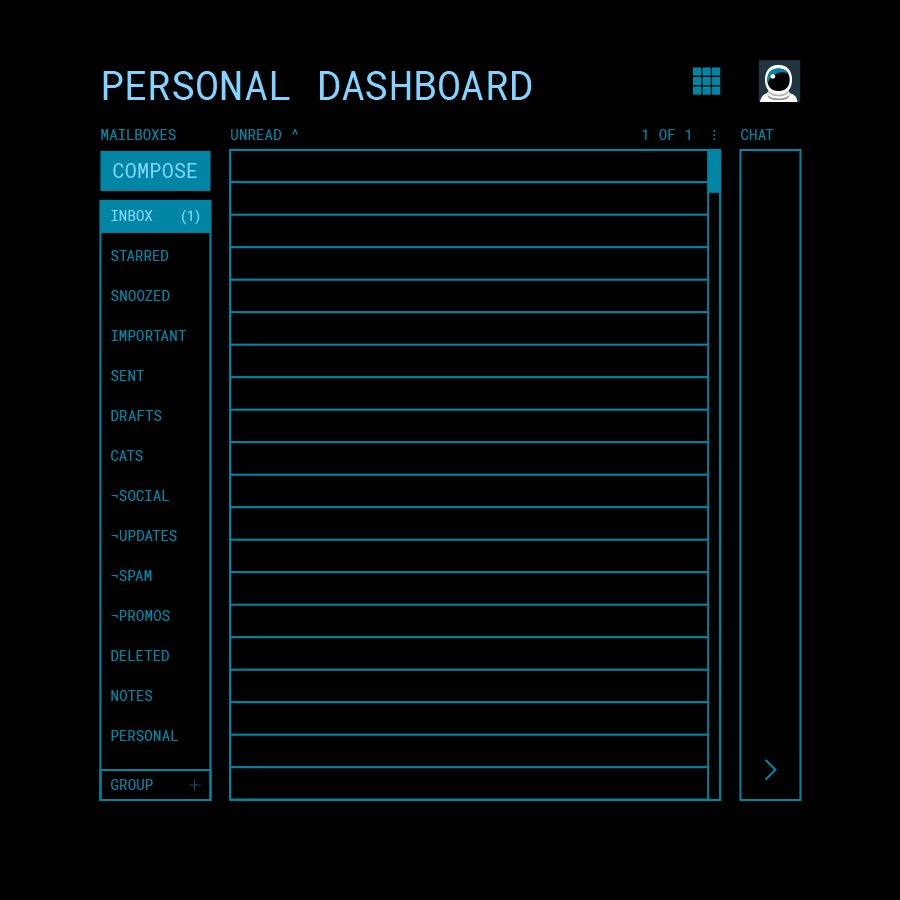 PERSONAL DASHBOARD
MAILBOXES
UNREAD ^
1 OF 1 ⋮
CHAT
COMPOSE
INBOX (1)
STARRED
SNOOZED
IMPORTANT
SENT
DRAFTS
CATS
¬SOCIAL
¬UPDATES
¬SPAM
¬PROMOS
DELETED
NOTES
PERSONAL
GROUP +